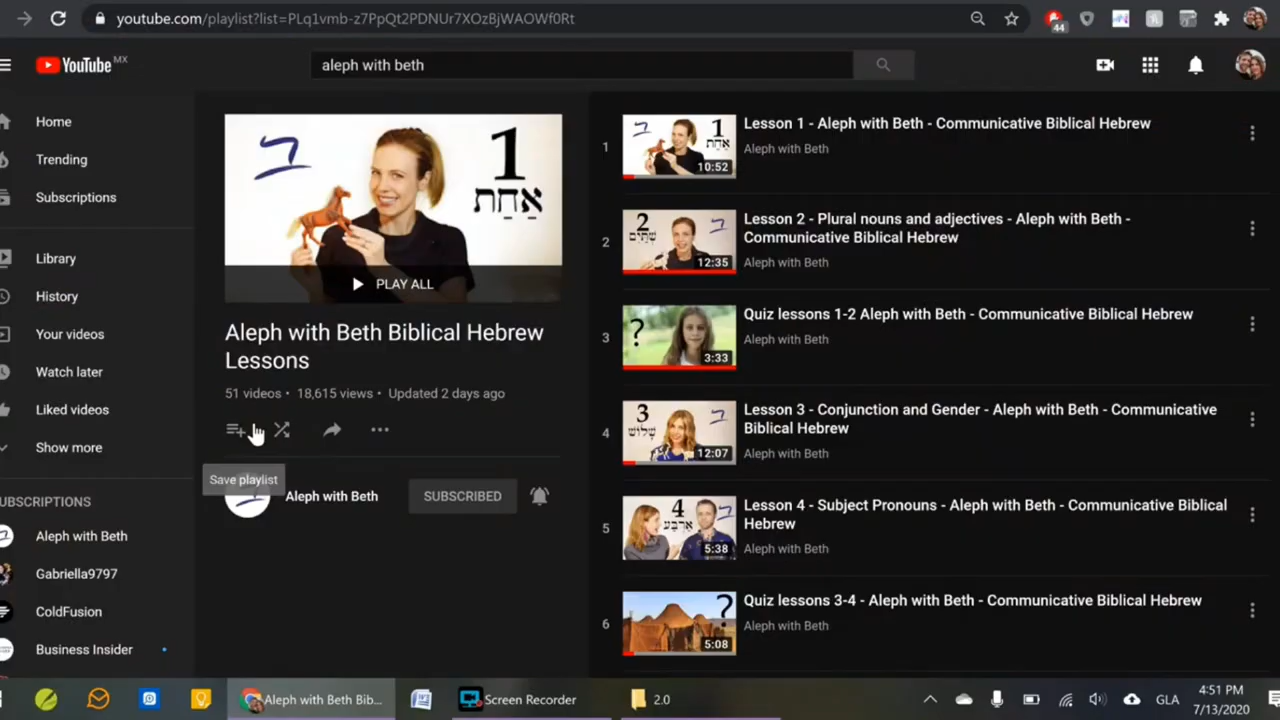 youtube.com/playlist?list=PLq1vmb-z7PpQt2PDNUr7XOzBjWAOWf0Rt
44
YouTube MX
aleph with beth
Home
Trending
Subscriptions
Library
History
Your videos
Watch later
Liked videos
Show more
UBSCRIPTIONS
Aleph with Beth
Gabriella9797
ColdFusion
Business Insider
ב
1
אַחַת
PLAY ALL
Aleph with Beth Biblical Hebrew
Lessons
51 videos • 18,615 views • Updated 2 days ago
Save playlist
Aleph with Beth
SUBSCRIBED
1
ב
1
אַחַת
10:52
Lesson 1 - Aleph with Beth - Communicative Biblical Hebrew
Aleph with Beth
2
2
שְׁתַּיִם
ב
12:35
Lesson 2 - Plural nouns and adjectives - Aleph with Beth -
Communicative Biblical Hebrew
Aleph with Beth
3
?
3:33
Quiz lessons 1-2 Aleph with Beth - Communicative Biblical Hebrew
Aleph with Beth
4
3
שָׁלוֹשׁ
ב
12:07
Lesson 3 - Conjunction and Gender - Aleph with Beth - Communicative
Biblical Hebrew
Aleph with Beth
5
4
אַרְבַּע
ב
5:38
Lesson 4 - Subject Pronouns - Aleph with Beth - Communicative Biblical
Hebrew
Aleph with Beth
6
?
5:08
Quiz lessons 3-4 - Aleph with Beth - Communicative Biblical Hebrew
Aleph with Beth
Aleph with Beth Bib...
Screen Recorder
2.0
GLA
4:51 PM
7/13/2020